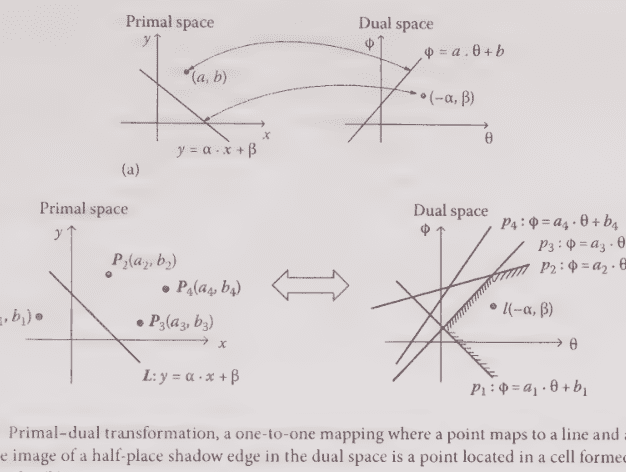 Primal space
y
(a, b)
x
y = α · x + β
(a)
Dual space
ϕ
ϕ = a . θ + b
(−α, β)
θ
Primal space
y
P₂(a₂, b₂)
P₄(a₄, b₄)
, b₁)
P₃(a₃, b₃)
x
L: y = α · x + β
Dual space
ϕ
p₄ : ϕ = a₄ · θ + b₄
p₃ : ϕ = a₃ · θ
p₂ : ϕ = a₂ · θ
l(−α, β)
θ
p₁ : ϕ = a₁ · θ + b₁
Primal–dual transformation, a one-to-one mapping where a point maps to a line and a
e image of a half-place shadow edge in the dual space is a point located in a cell formed